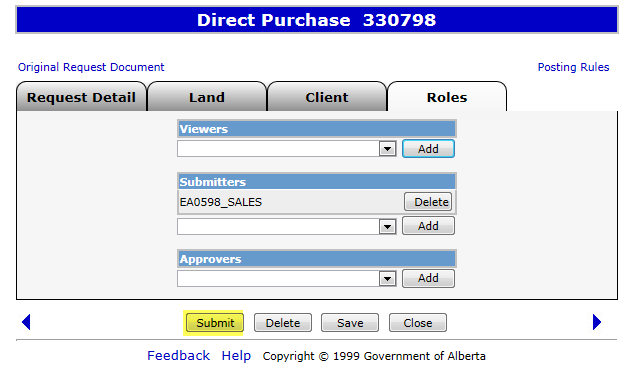 Direct Purchase 330798
Original Request Document Posting Rules
Request Detail Land Client Roles
Viewers
Add
Submitters
EA0598_SALES Delete
Add
Approvers
Add
Submit Delete Save Close
Feedback Help Copyright © 1999 Government of Alberta